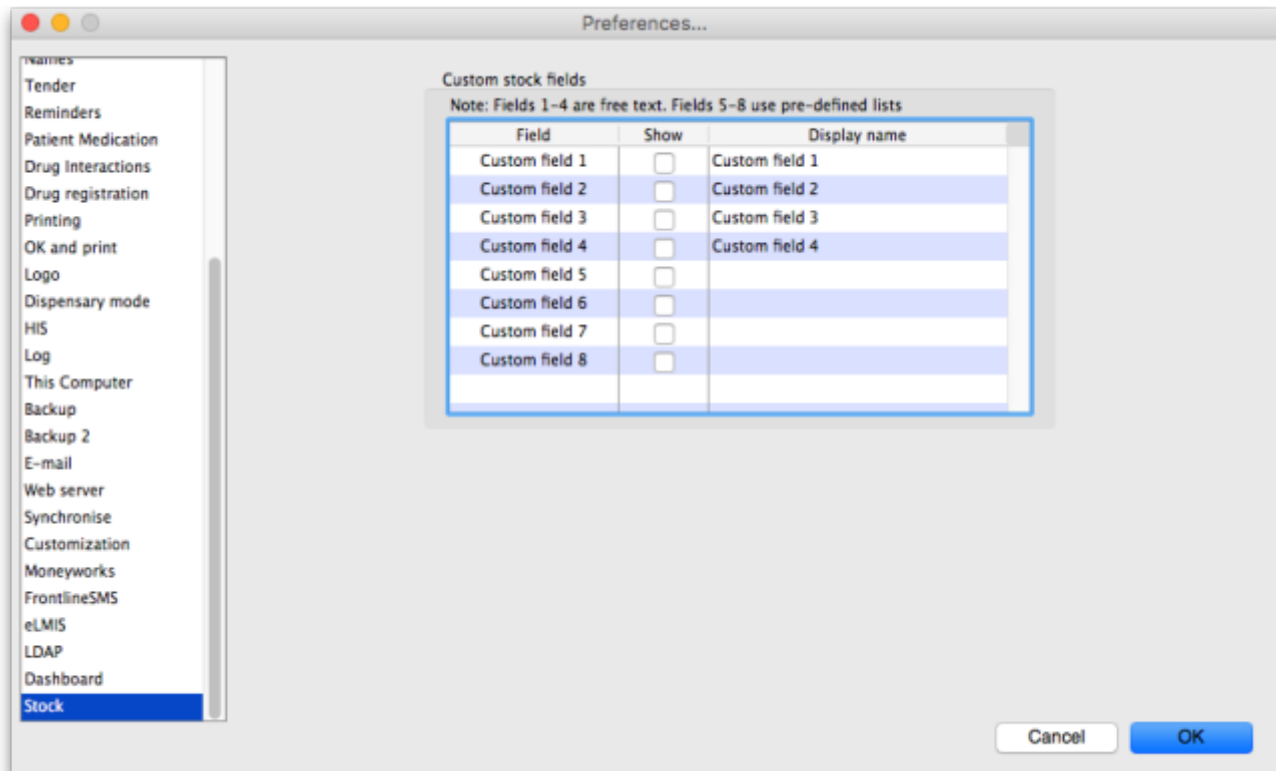 Preferences...
Names
Tender
Reminders
Patient Medication
Drug Interactions
Drug registration
Printing
OK and print
Logo
Dispensary mode
HIS
Log
This Computer
Backup
Backup 2
E-mail
Web server
Synchronise
Customization
Moneyworks
FrontlineSMS
eLMIS
LDAP
Dashboard
Stock
Custom stock fields
Note: Fields 1-4 are free text. Fields 5-8 use pre-defined lists
Field Show Display name
Custom field 1 Custom field 1
Custom field 2 Custom field 2
Custom field 3 Custom field 3
Custom field 4 Custom field 4
Custom field 5
Custom field 6
Custom field 7
Custom field 8
Cancel OK